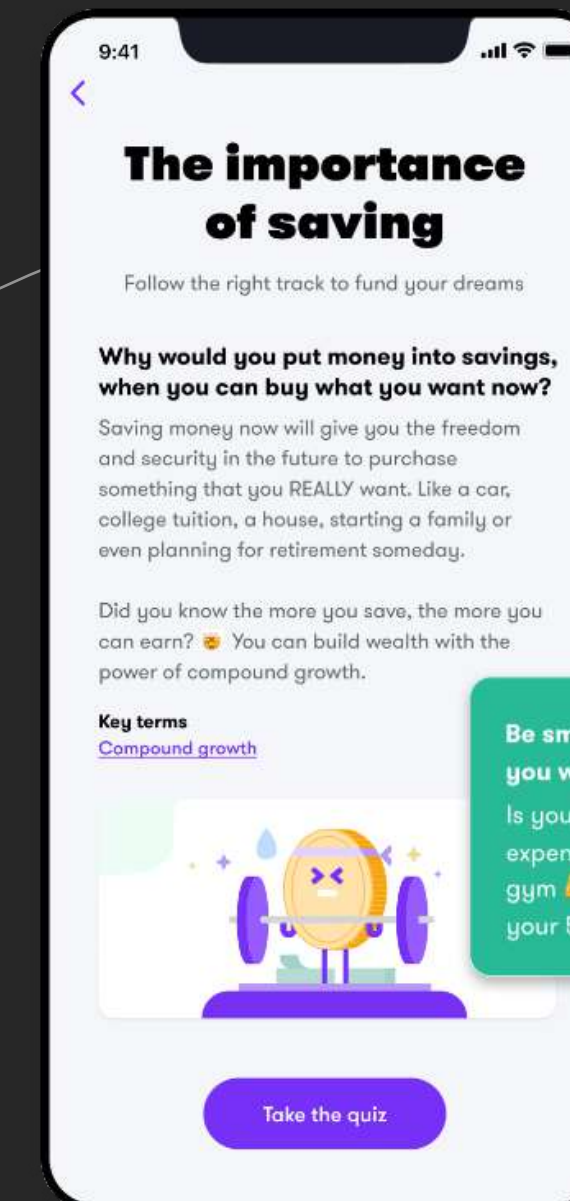 9:41
The importance
of saving
Follow the right track to fund your dreams
Why would you put money into savings,
when you can buy what you want now?
Saving money now will give you the freedom
and security in the future to purchase
something that you REALLY want. Like a car,
college tuition, a house, starting a family or
even planning for retirement someday.
Did you know the more you save, the more you
can earn? 🤯 You can build wealth with the
power of compound growth.
Key terms
Compound growth
Be sm
you w
Is you
expen
gym
your
Take the quiz